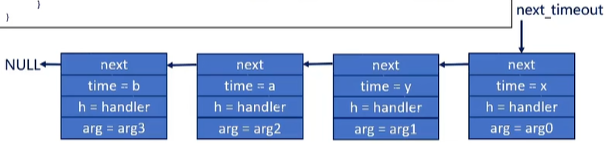 }
}
next_timeout
NULL
next
time = b
h = handler
arg = arg3
next
time = a
h = handler
arg = arg2
next
time = y
h = handler
arg = arg1
next
time = x
h = handler
arg = arg0